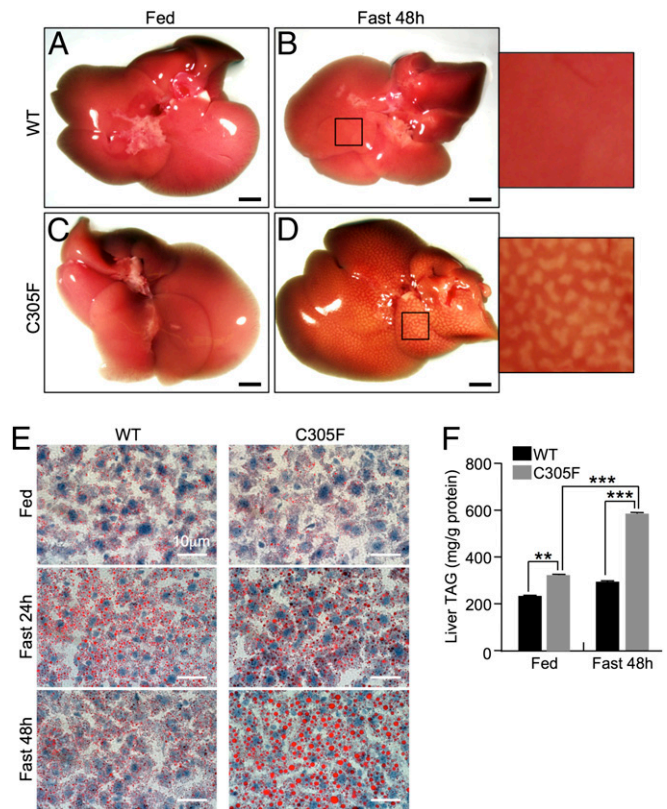 Fed Fast 48h
A B
WT
C D
C305F
E WT C305F
Fed
10μm
Fast 24h
Fast 48h
F
WT
C305F
Liver TAG (mg/g protein)
800
600
400
200
0
***
***
**
Fed Fast 48h